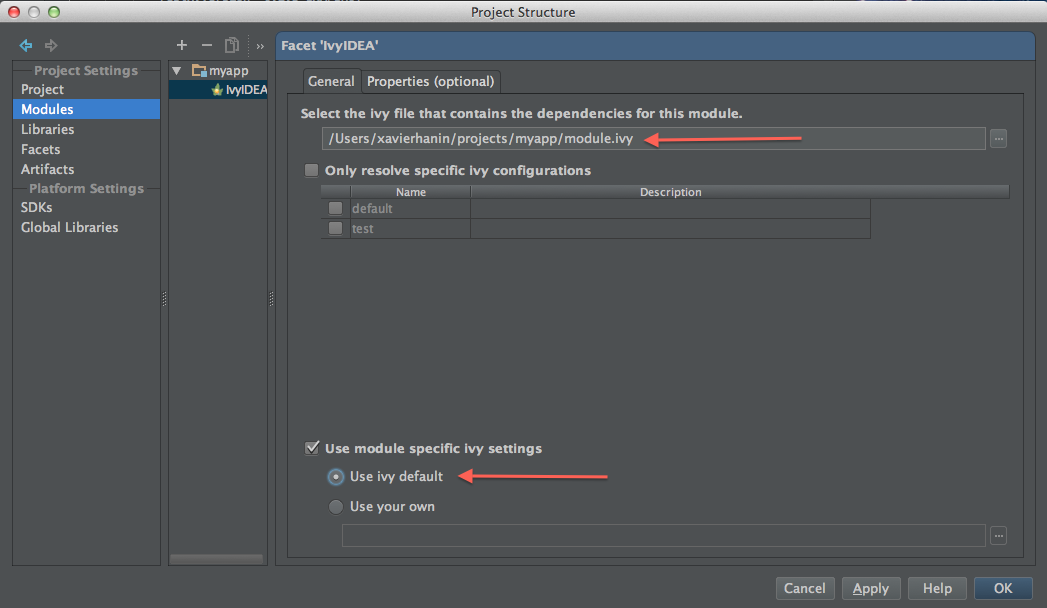 Project Structure
Project Settings
Project
Modules
Libraries
Facets
Artifacts
Platform Settings
SDKs
Global Libraries
»
myapp
IvyIDEA
Facet 'IvyIDEA'
General Properties (optional)
Select the ivy file that contains the dependencies for this module.
/Users/xavierhanin/projects/myapp/module.ivy ...
Only resolve specific ivy configurations
Name Description
default
test
Use module specific ivy settings
Use ivy default
Use your own
...
Cancel Apply Help OK